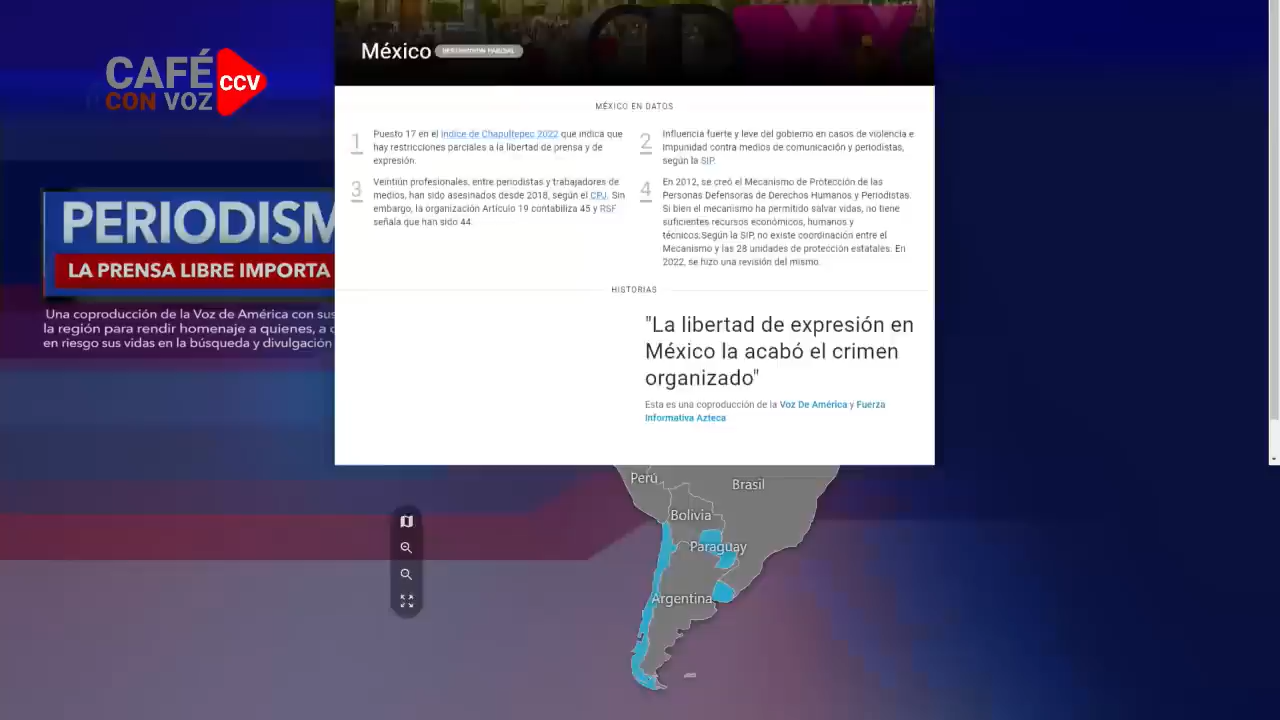 CAFÉ
CON VOZ
CCV
PERIODISM
LA PRENSA LIBRE IMPORTA
Una coproducción de la Voz de América con sus
la región para rendir homenaje a quienes, a
en riesgo sus vidas en la búsqueda y divulgación
México
MÉXICO EN DATOS
1
Puesto 17 en el Índice de Chapultepec 2022 que indica que
hay restricciones parciales a la libertad de prensa y de
expresión.
2
Influencia fuerte y leve del gobierno en casos de violencia e
impunidad contra medios de comunicación y periodistas,
según la SIP.
3
Veintiún profesionales, entre periodistas y trabajadores de
medios, han sido asesinados desde 2018, según el CPJ. Sin
embargo, la organización Artículo 19 contabiliza 45 y RSF
señala que han sido 44.
4
En 2012, se creó el Mecanismo de Protección de las
Personas Defensoras de Derechos Humanos y Periodistas.
Si bien el mecanismo ha permitido salvar vidas, no tiene
suficientes recursos económicos, humanos y
técnicos.Según la SIP, no existe coordinación entre el
Mecanismo y las 28 unidades de protección estatales. En
2022, se hizo una revisión del mismo.
HISTORIAS
"La libertad de expresión en
México la acabó el crimen
organizado"
Esta es una coproducción de la Voz De América y Fuerza
Informativa Azteca
Perú
Brasil
Bolivia
Paraguay
Argentina